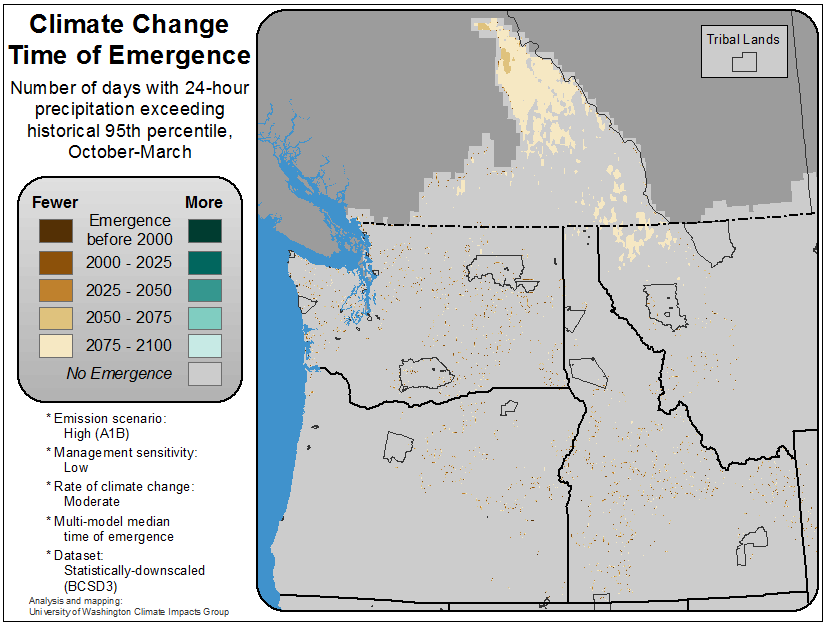 Climate Change
Time of Emergence
Number of days with 24-hour
precipitation exceeding
historical 95th percentile,
October-March
Fewer
More
Emergence
before 2000
2000 - 2025
2025 - 2050
2050 - 2075
2075 - 2100
No Emergence
* Emission scenario:
High (A1B)
* Management sensitivity:
Low
* Rate of climate change:
Moderate
* Multi-model median
time of emergence
* Dataset:
Statistically-downscaled
(BCSD3)
Analysis and mapping:
University of Washington Climate Impacts Group
Tribal Lands